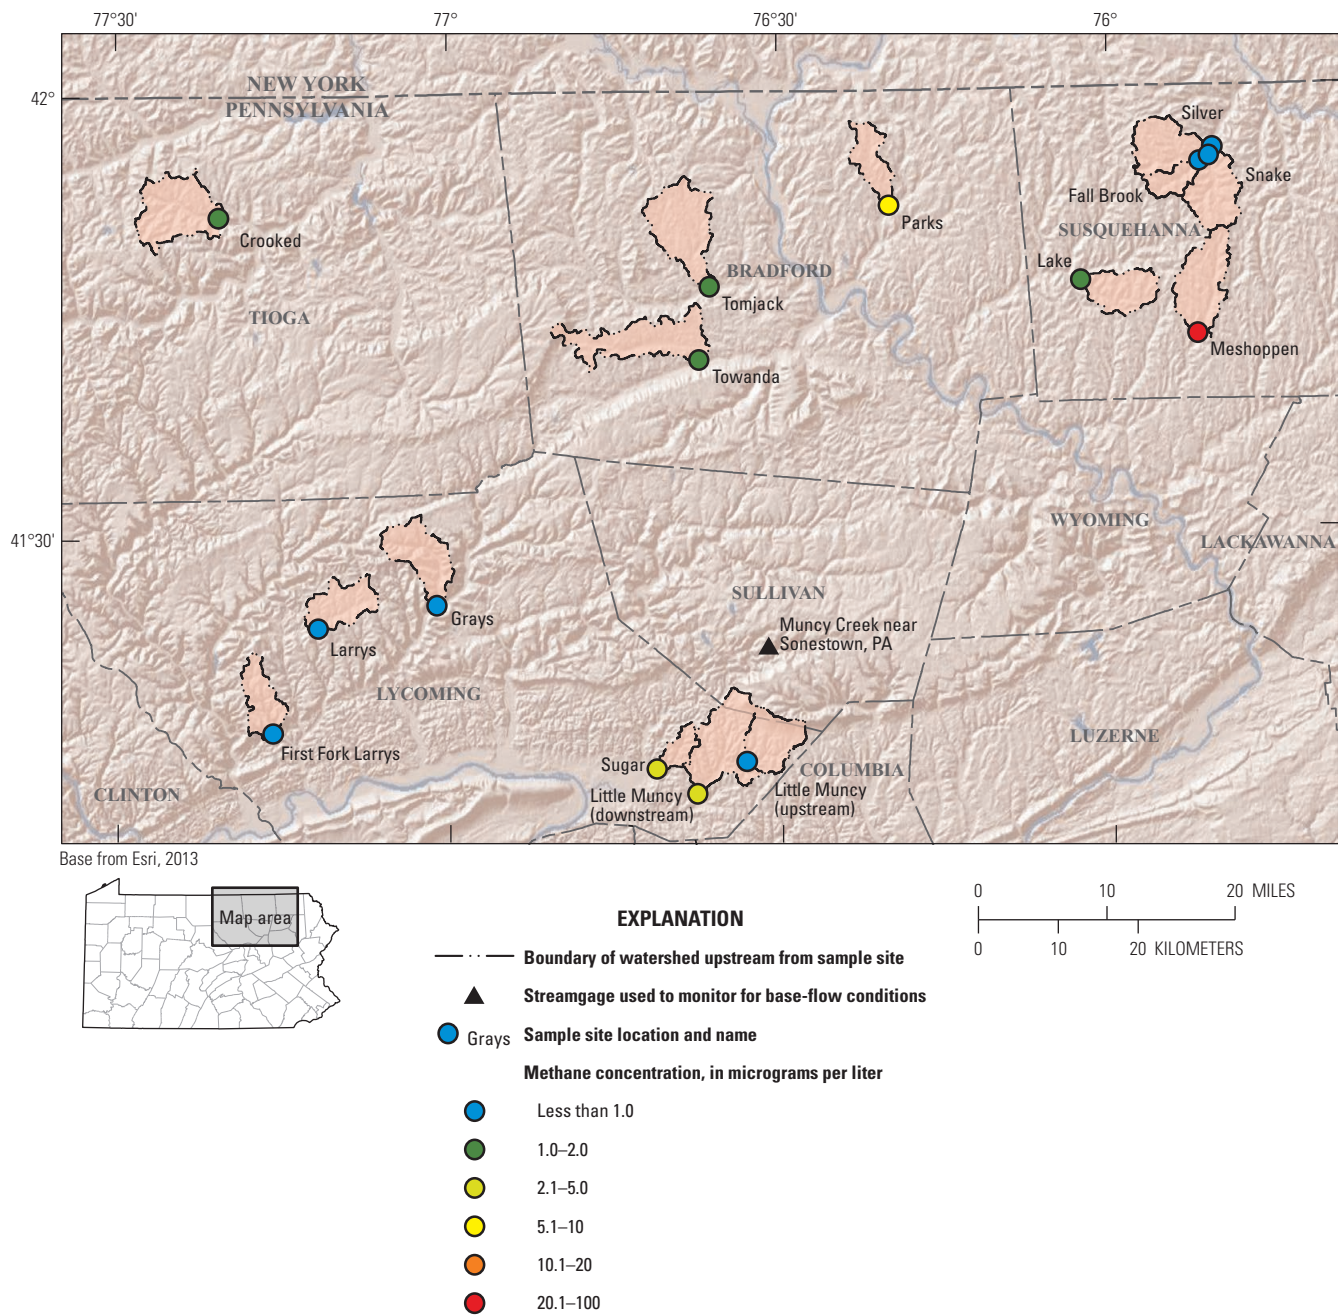 77°30' 77° 76°30' 76°
42°
NEW YORK
PENNSYLVANIA
Silver
Snake
Fall Brook
Parks
SUSQUEHANNA
Crooked
Lake
BRADFORD
Tomjack
TIOGA
Meshoppen
Towanda
41°30'
WYOMING
LACKAWANNA
SULLIVAN
Grays
Muncy Creek near
Sonestown, PA
Larrys
LYCOMING
LUZERNE
First Fork Larrys
Sugar
COLUMBIA
CLINTON
Little Muncy
(downstream)
Little Muncy
(upstream)
Base from Esri, 2013
Map area
0 10 20 MILES
0 10 20 KILOMETERS
EXPLANATION
Boundary of watershed upstream from sample site
Streamgage used to monitor for base-flow conditions
Grays Sample site location and name
Methane concentration, in micrograms per liter
Less than 1.0
1.0–2.0
2.1–5.0
5.1–10
10.1–20
20.1–100